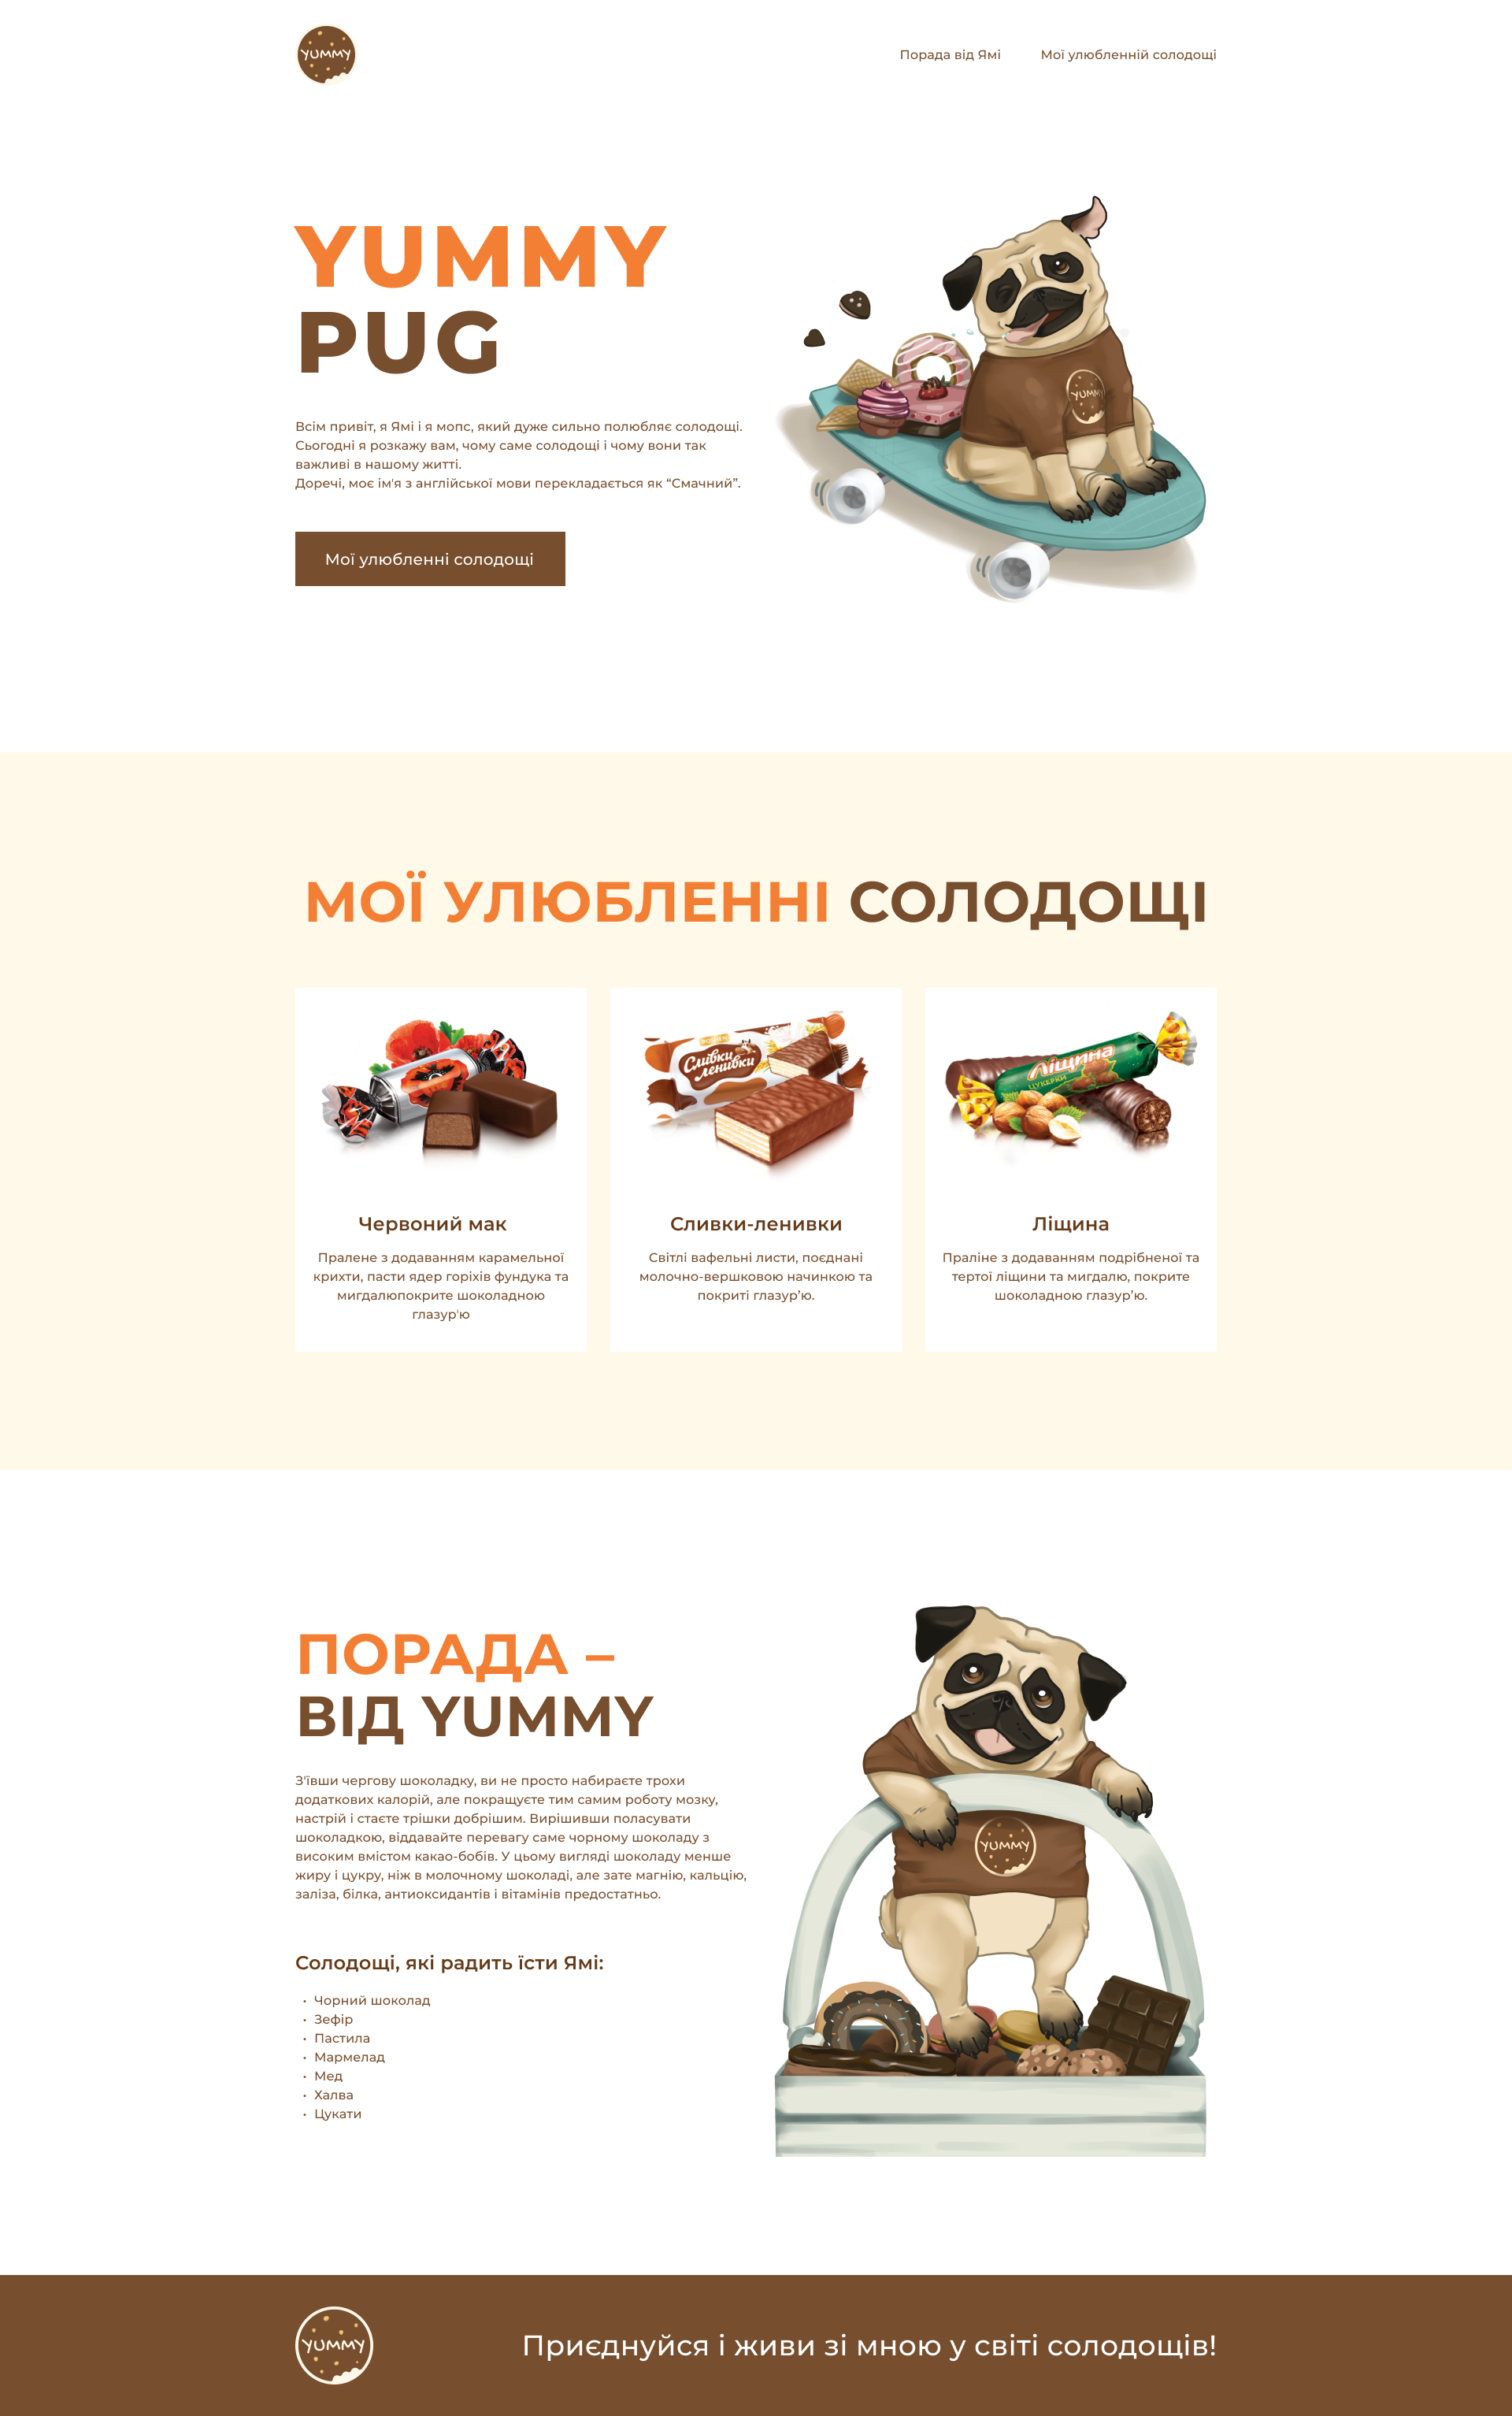 YUMMY
Порада від Ямі
Мої улюбленній солодощі
YUMMY
PUG
Всім привіт, я Ямі і я мопс, який дуже сильно полюбляє солодощі.
Сьогодні я розкажу вам, чому саме солодощі і чому вони так
важливі в нашому житті.
Доречі, моє ім'я з англійської мови перекладається як “Смачний”.
Мої улюбленні солодощі
YUMMY
МОЇ УЛЮБЛЕННІ СОЛОДОЩІ
Сливки
ленивки
Ліщина
ЦУКЕРКИ
Червоний мак
Пралене з додаванням карамельної
крихти, пасти ядер горіхів фундука та
мигдалюпокрите шоколадною
глазур'ю
Сливки-ленивки
Світлі вафельні листи, поєднані
молочно-вершковою начинкою та
покриті глазур’ю.
Ліщина
Праліне з додаванням подрібненої та
тертої ліщини та мигдалю, покрите
шоколадною глазур’ю.
ПОРАДА –
ВІД YUMMY
З'ївши чергову шоколадку, ви не просто набираєте трохи
додаткових калорій, але покращуєте тим самим роботу мозку,
настрій і стаєте трішки добрішим. Вирішивши поласувати
шоколадкою, віддавайте перевагу саме чорному шоколаду з
високим вмістом какао-бобів. У цьому вигляді шоколаду менше
жиру і цукру, ніж в молочному шоколаді, але зате магнію, кальцію,
заліза, білка, антиоксидантів і вітамінів предостатньо.
Солодощі, які радить їсти Ямі:
• Чорний шоколад
• Зефір
• Пастила
• Мармелад
• Мед
• Халва
• Цукати
YUMMY
YUMMY
Приєднуйся і живи зі мною у світі солодощів!